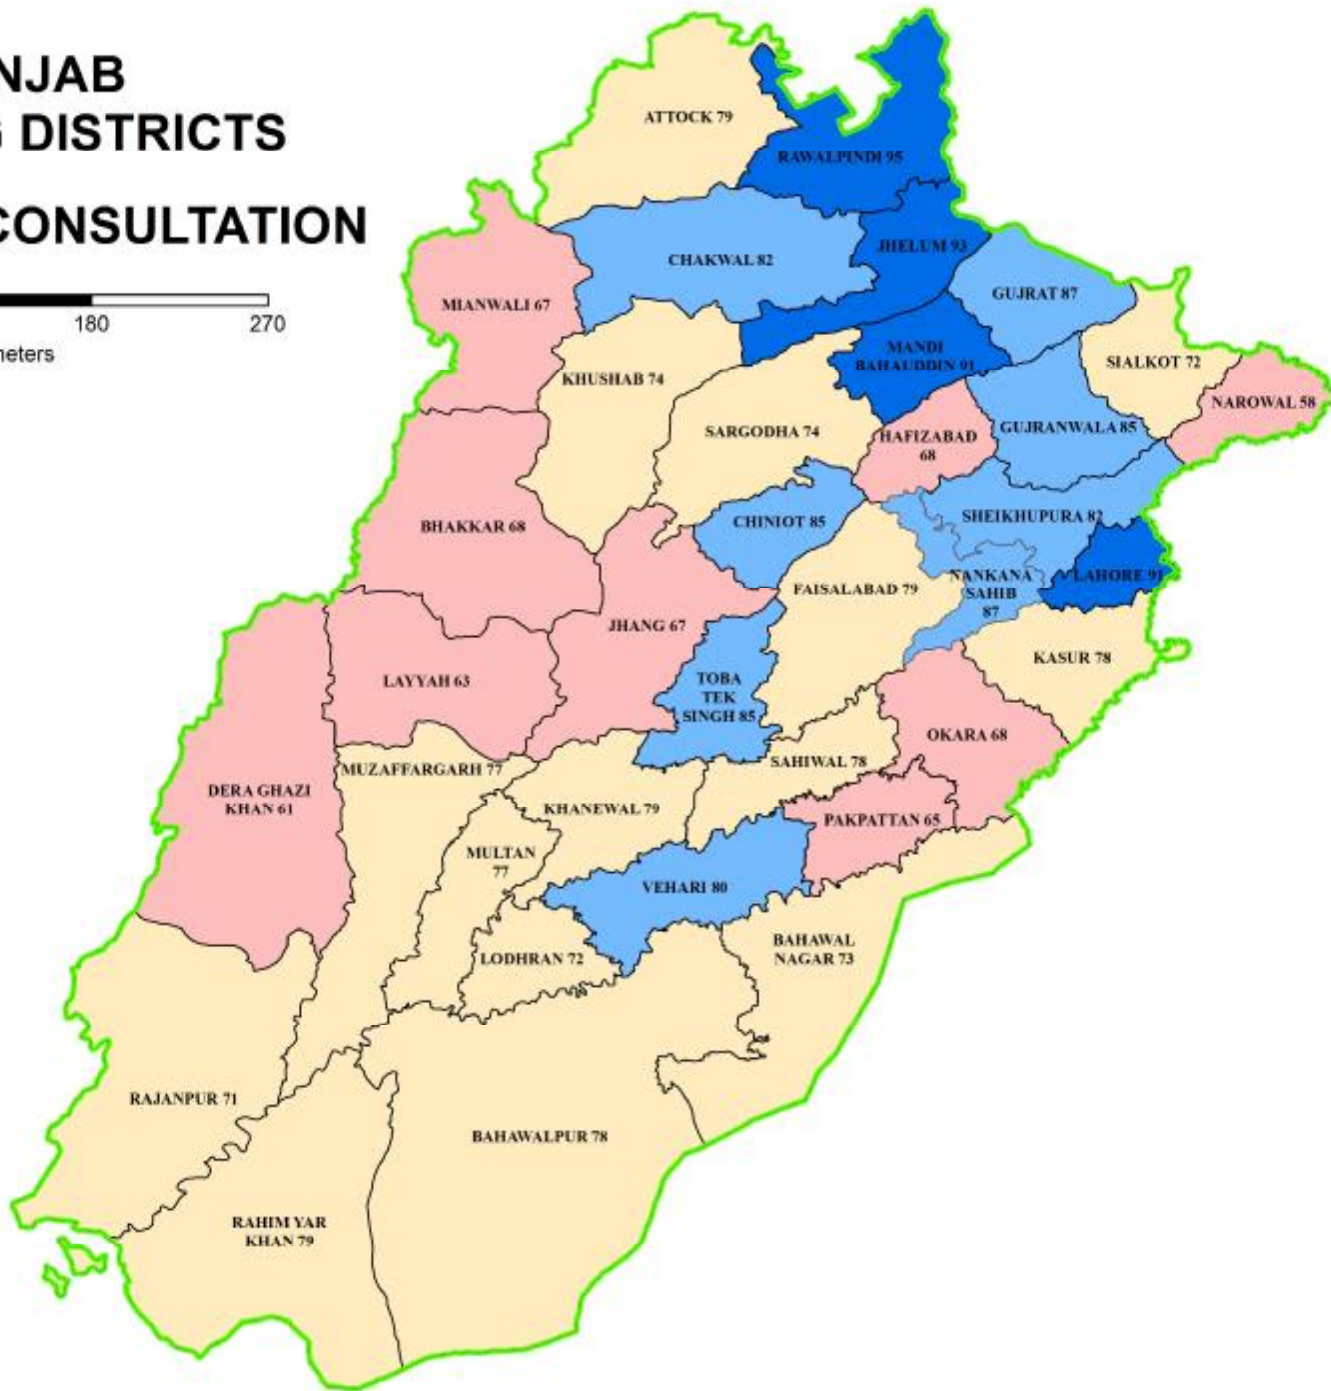 NJAB
DISTRICTS
CONSULTATION
180 270
ATTOCK 79
RAWALPINDI 95
CHAKWAL 82
JHELUM 93
MIANWALI 67
GUJRAT 87
MANDI
BAHAUDDIN 91
SIALKOT 72
KHUSHAB 74
NAROWAL 58
SARGODHA 74
HAFIZABAD
68
GUJRANWALA 85
BHAKKAR 68
CHINIOT 85
SHEIKHUPURA 82
FAISALABAD 79
NANKANA
SAHIB
87
LAHORE 91
JHANG 67
KASUR 78
LAYYAH 63
TOBA
TEK
SINGH 85
OKARA 68
MUZAFFARGARH 77
SAHIWAL 78
DERA GHAZI
KHAN 61
KHANEWAL 79
PAKPATTAN 65
MULTAN
77
VEHARI 80
LODHRAN 72
BAHAWAL
NAGAR 73
RAJANPUR 71
BAHAWALPUR 78
RAHIM YAR
KHAN 79